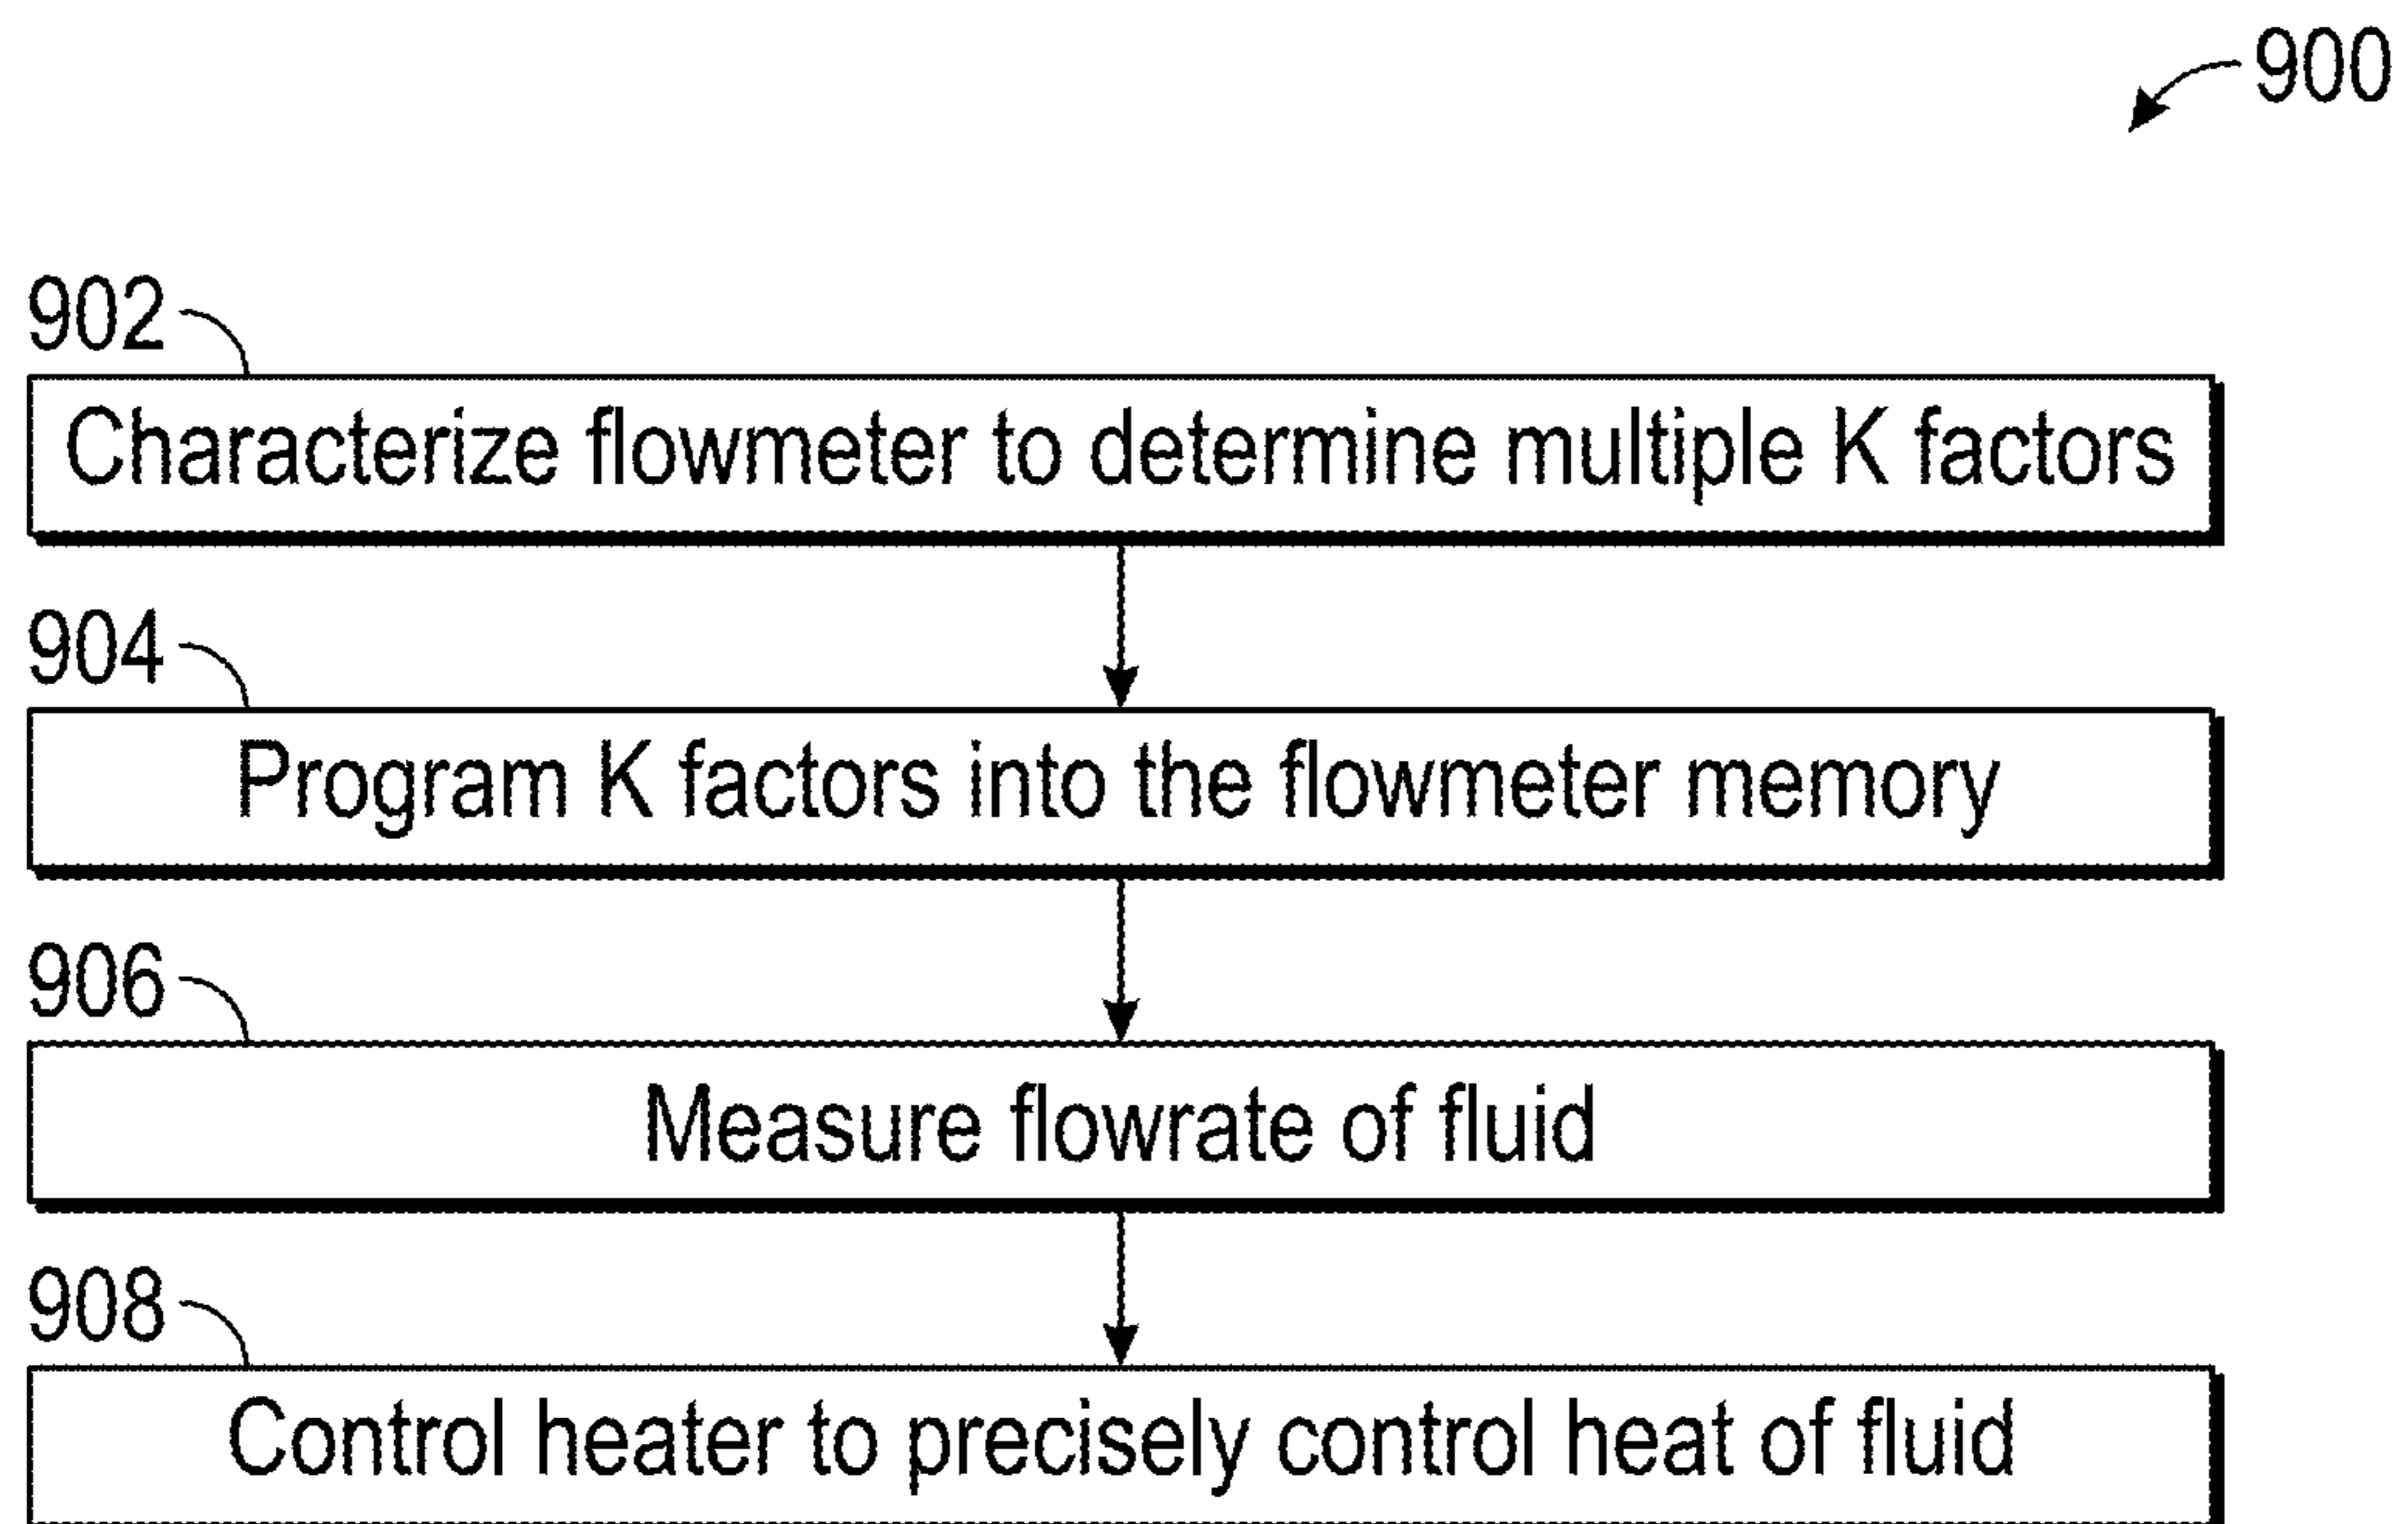 900
902
Characterize flowmeter to determine multiple K factors
904
Program K factors into the flowmeter memory
906
Measure flowrate of fluid
908
Control heater to precisely control heat of fluid